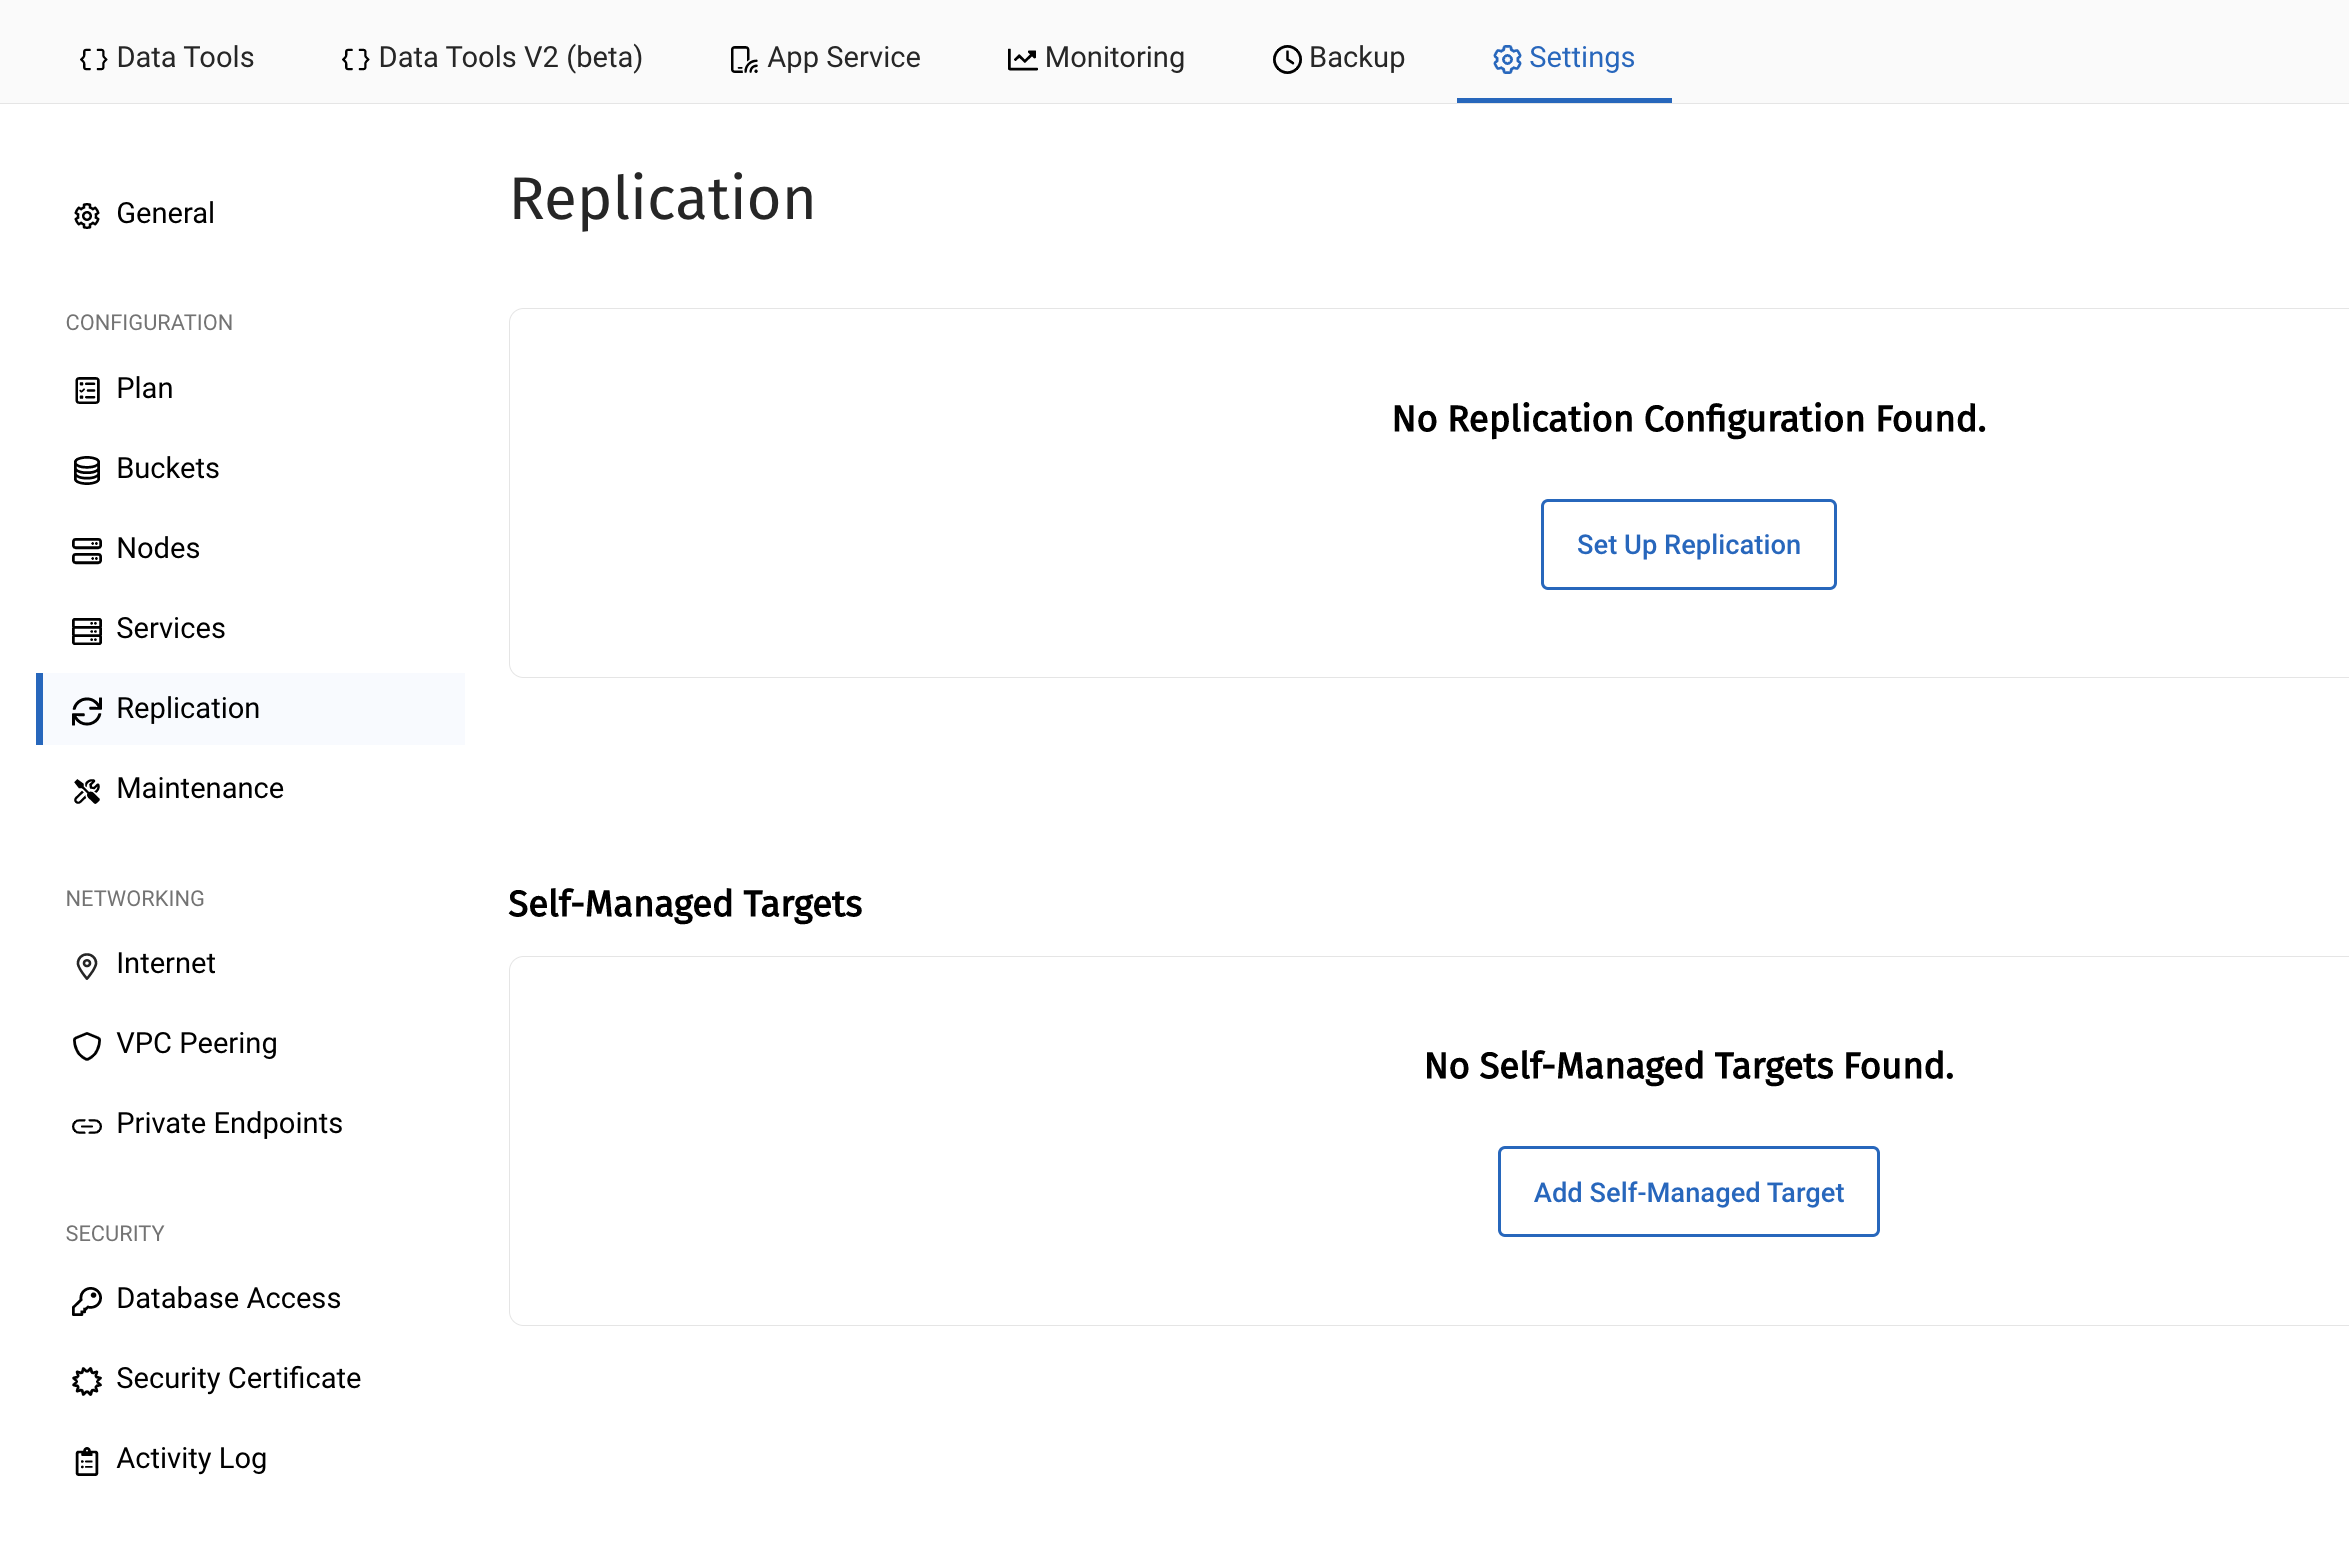 Data Tools
Data Tools V2 (beta)
App Service
Monitoring
Backup
Settings
General
CONFIGURATION
Plan
Buckets
Nodes
Services
Replication
Maintenance
NETWORKING
Internet
VPC Peering
Private Endpoints
SECURITY
Database Access
Security Certificate
Activity Log
Replication
No Replication Configuration Found.
Set Up Replication
Self-Managed Targets
No Self-Managed Targets Found.
Add Self-Managed Target